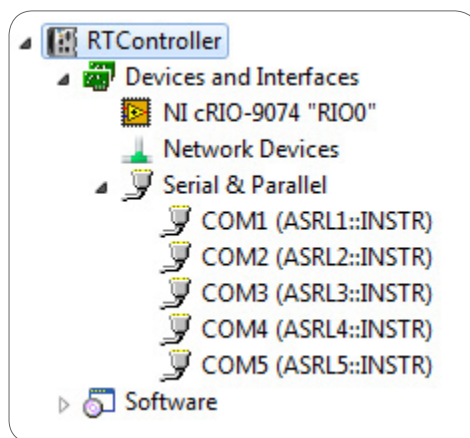 RTController
Devices and Interfaces
NI cRIO-9074 "RIO0"
Network Devices
Serial & Parallel
COM1 (ASRL1::INSTR)
COM2 (ASRL2::INSTR)
COM3 (ASRL3::INSTR)
COM4 (ASRL4::INSTR)
COM5 (ASRL5::INSTR)
Software